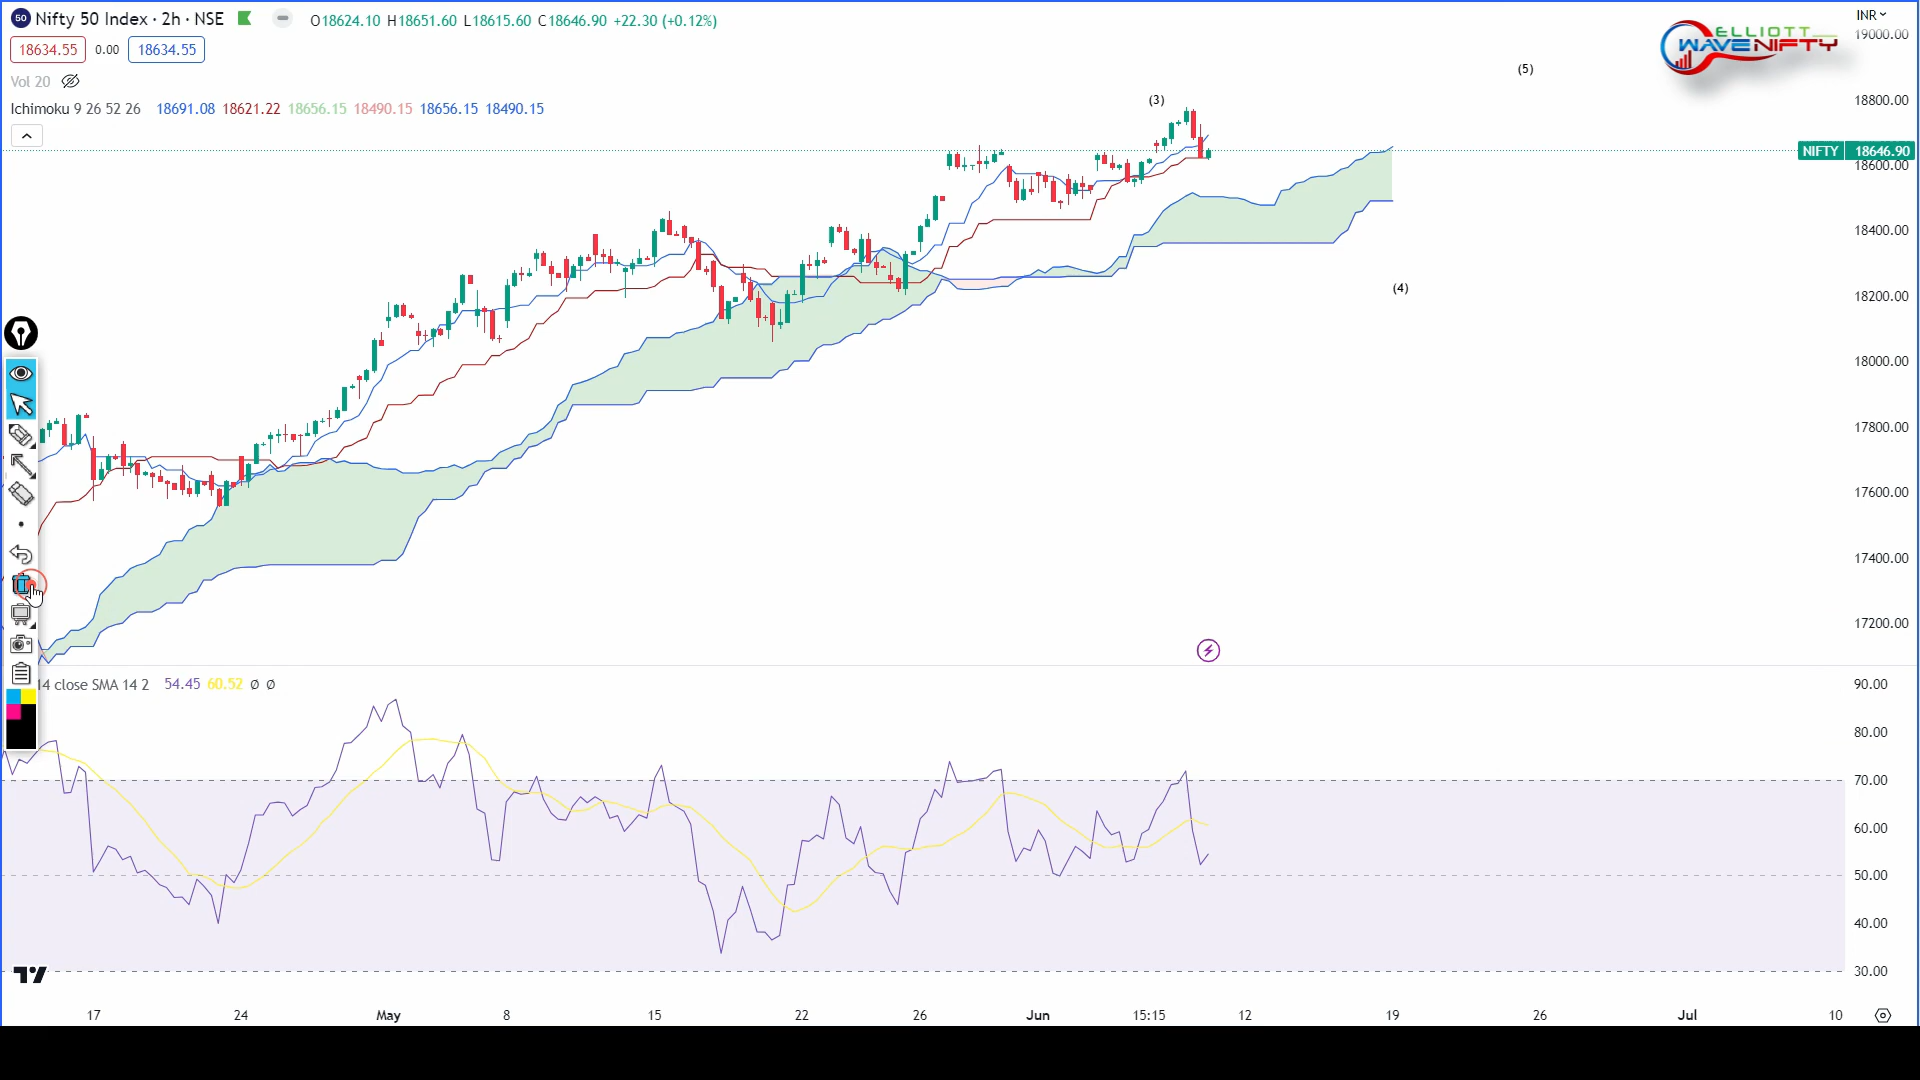 50 Nifty 50 Index · 2h · NSE O18624.10 H18651.60 L18615.60 C18646.90 +22.30 (+0.12%)
18634.55 0.00 18634.55
Vol 20
Ichimoku 9 26 52 26 18691.08 18621.22 18656.15 18490.15 18656.15 18490.15
INR
ELLIOTT
WAVENIFTY
19000.00
18800.00
NIFTY 18646.90
18600.00
18400.00
18200.00
18000.00
17800.00
17600.00
17400.00
17200.00
(3)
(5)
(4)
14 close SMA 14 2 54.45 60.52 Ø Ø
90.00
80.00
70.00
60.00
50.00
40.00
30.00
17 24 May 8 15 22 26 Jun 15:15 12 19 26 Jul 10